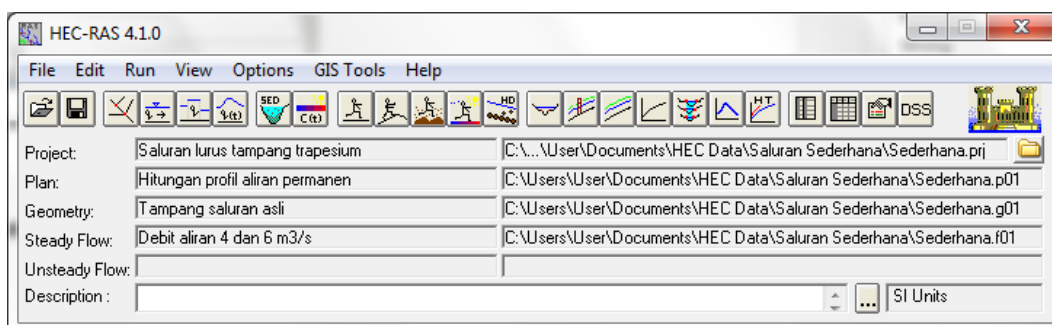 HEC-RAS 4.1.0
File Edit Run View Options GIS Tools Help
SED C(t) HD HT DSS
Project: Saluran lurus tampang trapesium C:\...\User\Documents\HEC Data\Saluran Sederhana\Sederhana.prj
Plan: Hitungan profil aliran permanen C:\Users\User\Documents\HEC Data\Saluran Sederhana\Sederhana.p01
Geometry: Tampang saluran asli C:\Users\User\Documents\HEC Data\Saluran Sederhana\Sederhana.g01
Steady Flow: Debit aliran 4 dan 6 m3/s C:\Users\User\Documents\HEC Data\Saluran Sederhana\Sederhana.f01
Unsteady Flow:
Description : ... SI Units